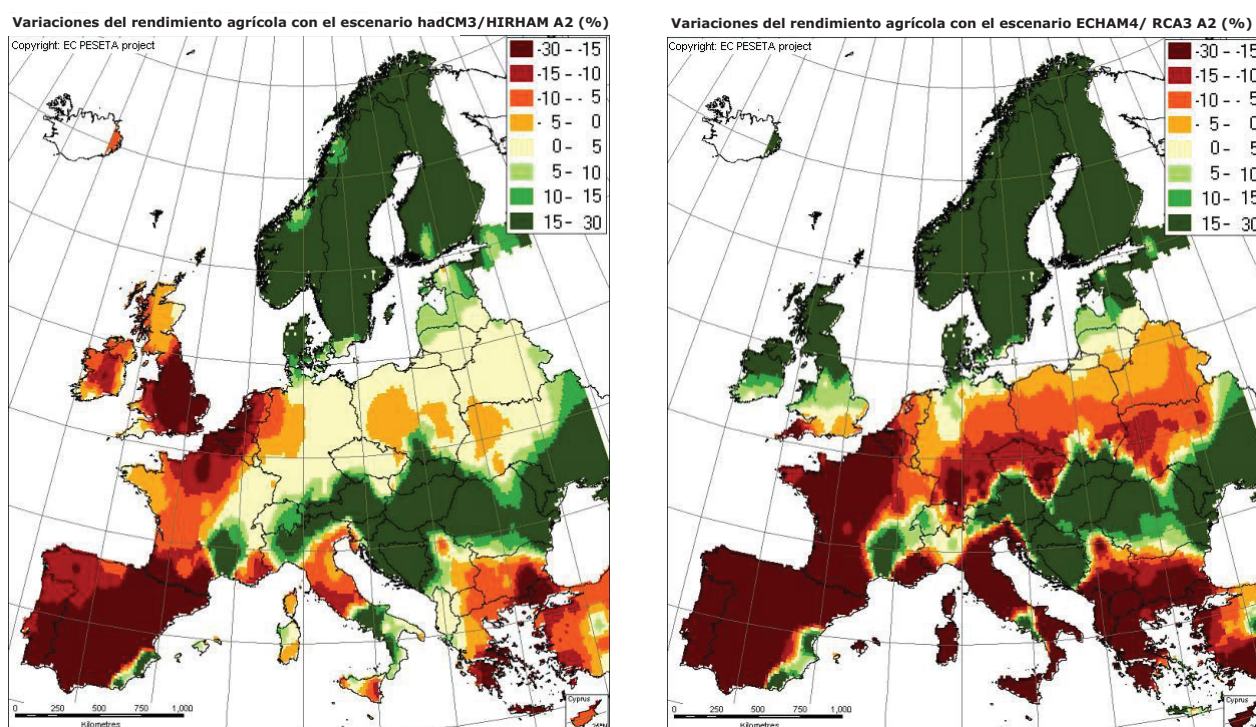 Variaciones del rendimiento agrícola con el escenario hadCM3/HIRHAM A2 (%)
Copyright: EC PESETA project
-30 - -15
-15 - -10
-10 - - 5
- 5 - 0
0 - 5
5 - 10
10 - 15
15 - 30
0 250 500 750 1,000
Kilometres
Cyprus
Variaciones del rendimiento agrícola con el escenario ECHAM4/ RCA3 A2 (%)
Copyright: EC PESETA project
-30 - -15
-15 - -10
-10 - - 5
- 5 - 0
0 - 5
5 - 10
10 - 15
15 - 30
0 250 500 750 1,000
Kilometres
Cyprus